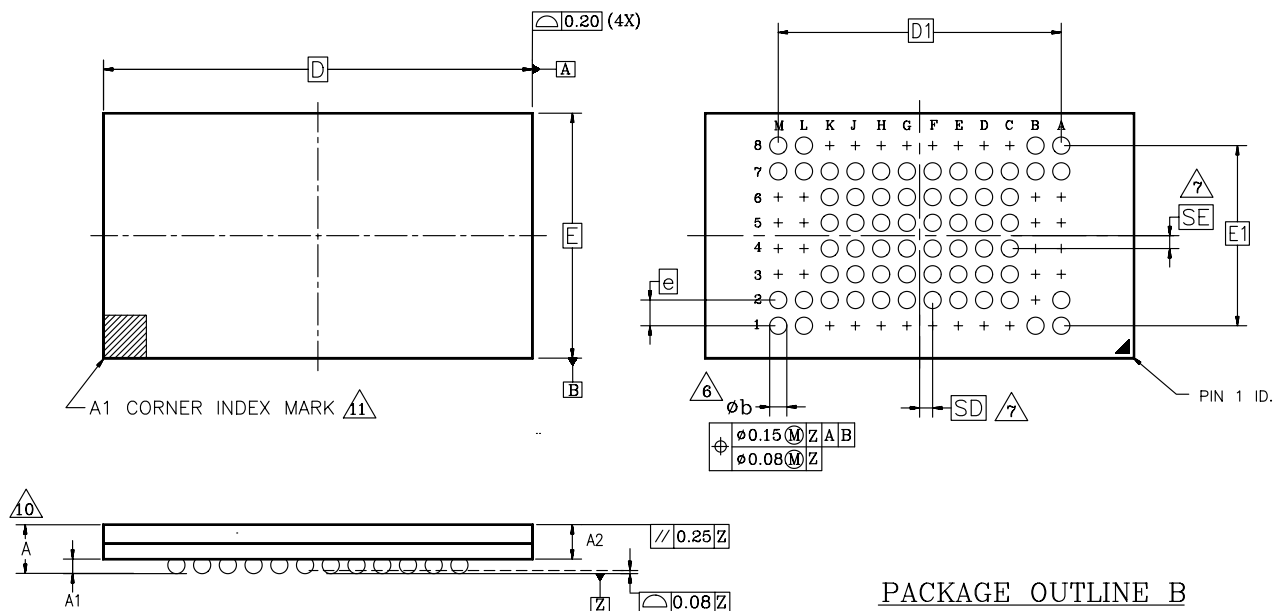 0.20 (4X)
D
A
E
B
A1 CORNER INDEX MARK 11
D1
M L K J H G F E D C B A
8
7
6
5
4
3
2
1
7
SE
E1
e
6
øb
SD 7
PIN 1 ID.
ø0.15 Ⓜ Z A B
ø0.08 Ⓜ Z
10
A
A1
A2
// 0.25 Z
Z
0.08 Z
PACKAGE OUTLINE B